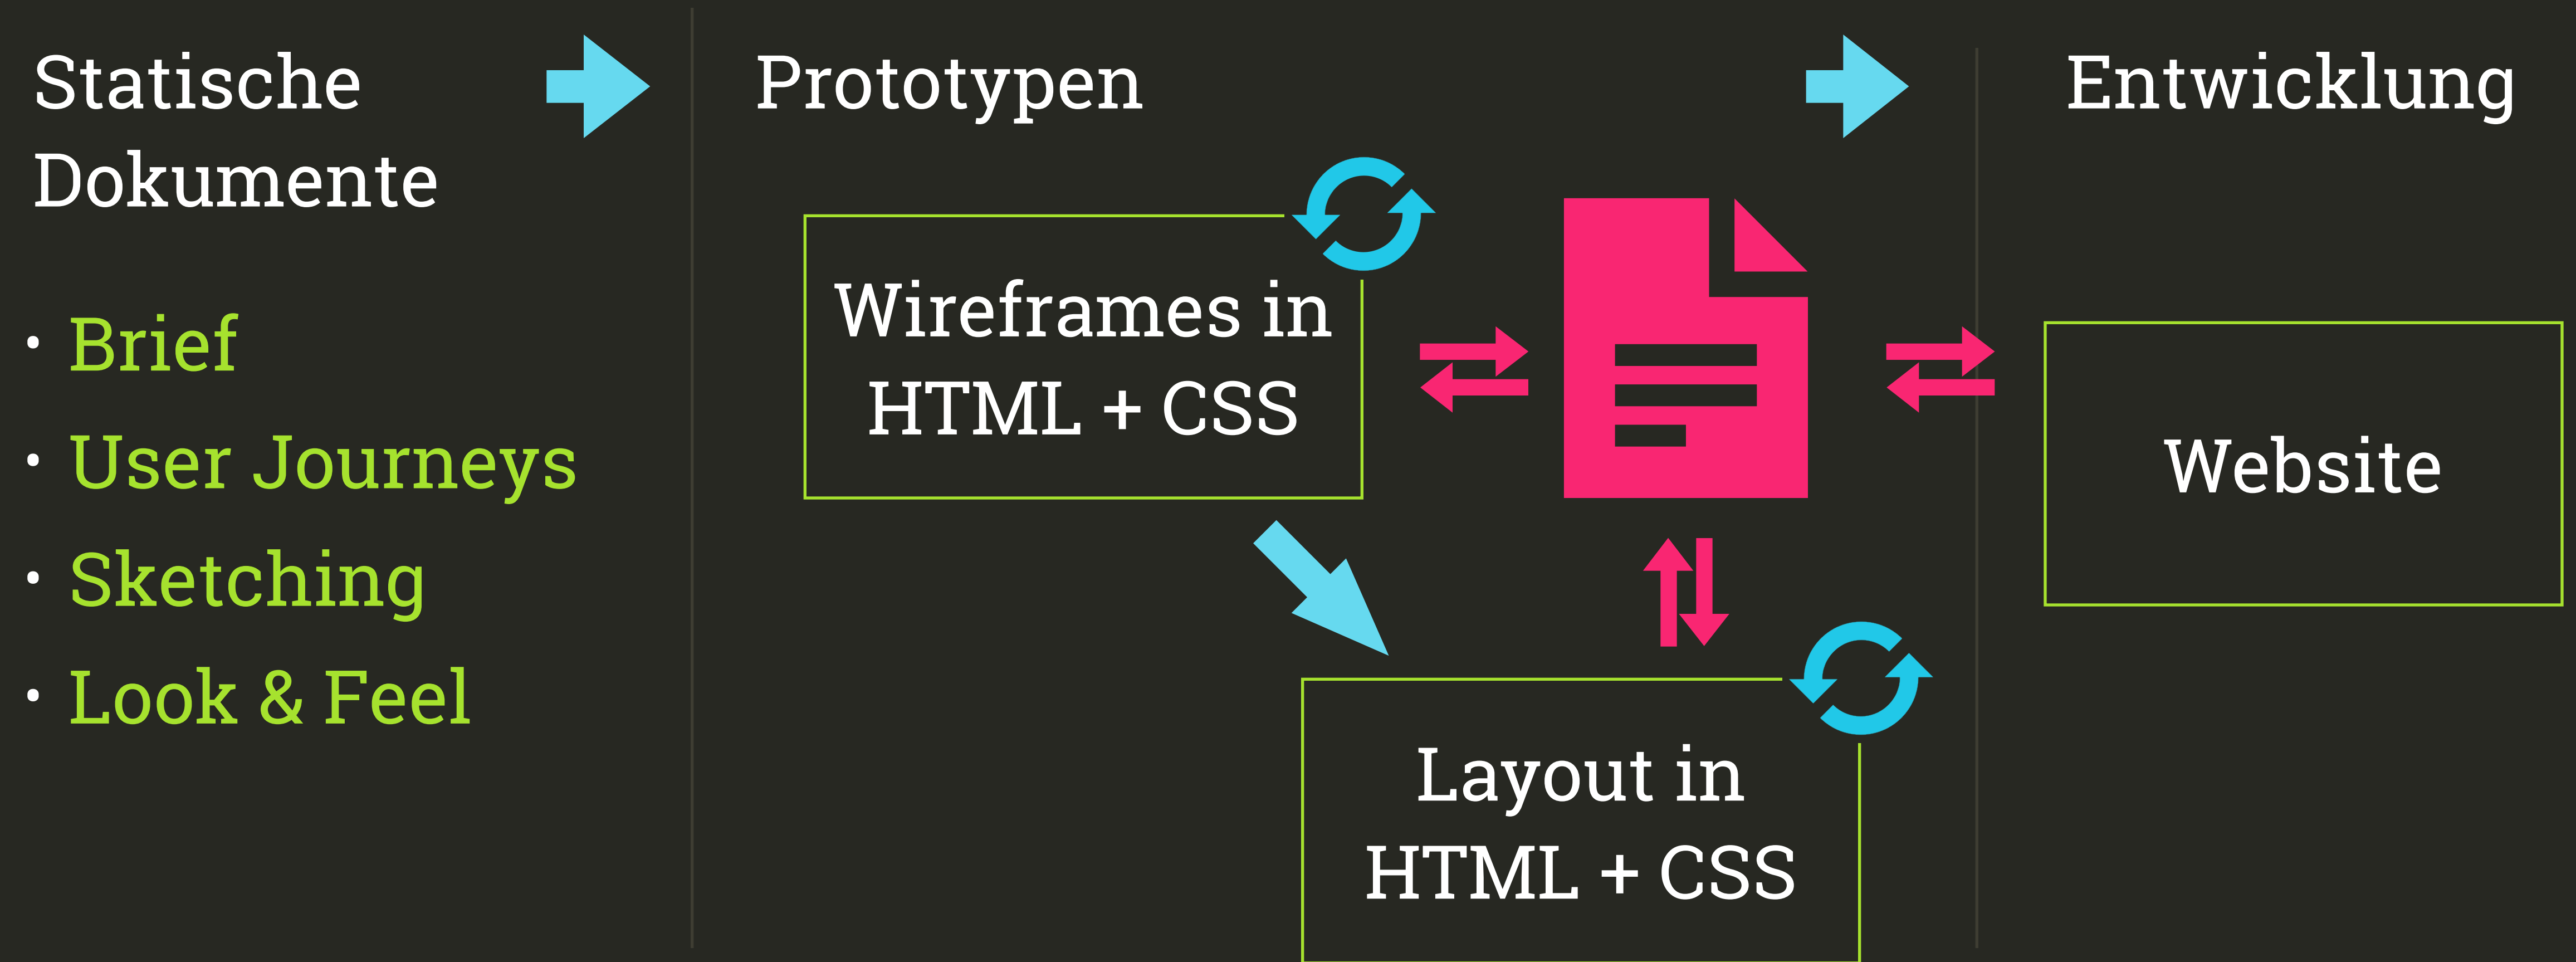 Statische
Dokumente
• Brief
• User Journeys
• Sketching
• Look & Feel
Prototypen
Wireframes in
HTML + CSS
Layout in
HTML + CSS
Entwicklung
Website